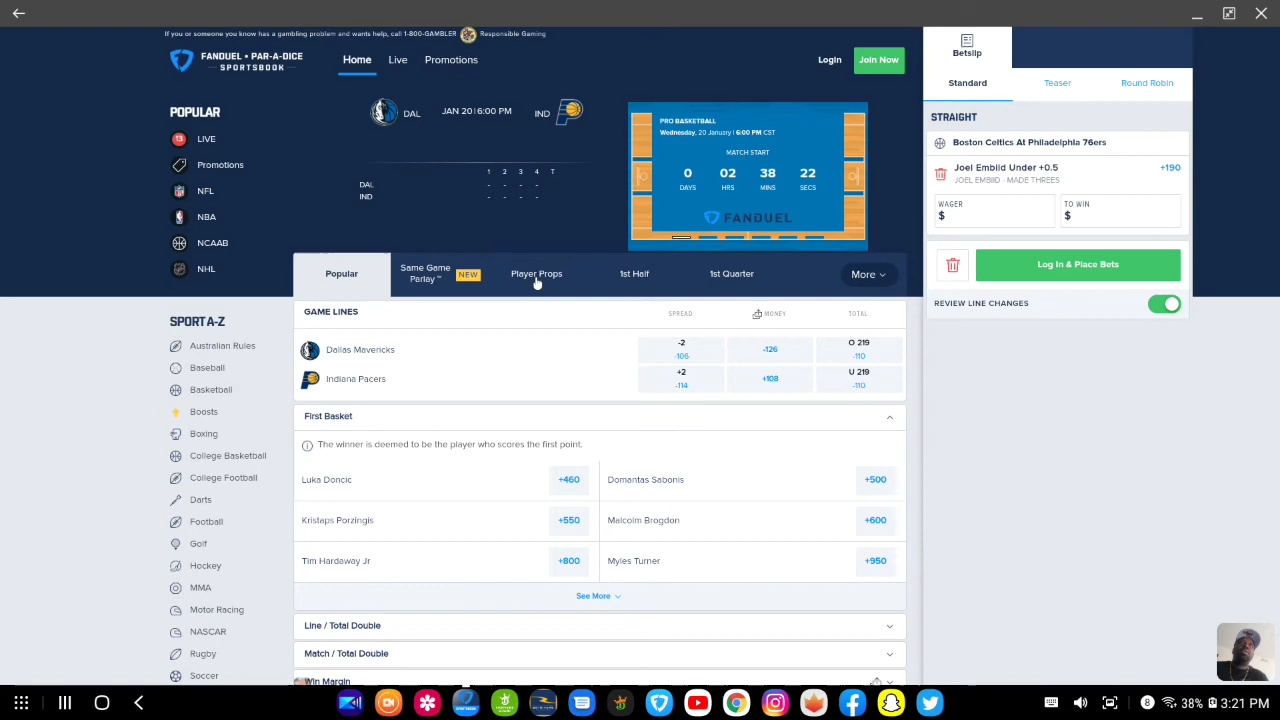 If you or someone you know has a gambling problem and wants help, call 1-800-GAMBLER Responsible Gaming
FANDUEL • PAR-A-DICE
SPORTSBOOK
Home Live Promotions
Login Join Now
POPULAR
13 LIVE
Promotions
NFL
NBA
NCAAB
NHL
DAL JAN 20 | 6:00 PM IND
1 2 3 4 T
DAL - - - - -
IND - - - - -
PRO BASKETBALL
Wednesday, 20 January | 6:00 PM CST
MATCH START
0 02 38 22
DAYS HRS MINS SECS
FANDUEL
Popular
Same Game
Parlay ™ NEW
Player Props
1st Half
1st Quarter
More
SPORT A-Z
Australian Rules
Baseball
Basketball
Boosts
Boxing
College Basketball
College Football
Darts
Football
Golf
Hockey
MMA
Motor Racing
NASCAR
Rugby
Soccer
GAME LINES SPREAD MONEY TOTAL
Dallas Mavericks -2 -106 -126 O 219 -110
Indiana Pacers +2 -114 +108 U 219 -110
First Basket
The winner is deemed to be the player who scores the first point.
Luka Doncic +460 Domantas Sabonis +500
Kristaps Porzingis +550 Malcolm Brogdon +600
Tim Hardaway Jr +800 Myles Turner +950
See More
Line / Total Double
Match / Total Double
Win Margin
Betslip
Standard Teaser Round Robin
STRAIGHT
Boston Celtics At Philadelphia 76ers
Joel Embiid Under +0.5 +190
JOEL EMBIID - MADE THREES
WAGER TO WIN
$ $
Log In & Place Bets
REVIEW LINE CHANGES
8 38% 3:21 PM